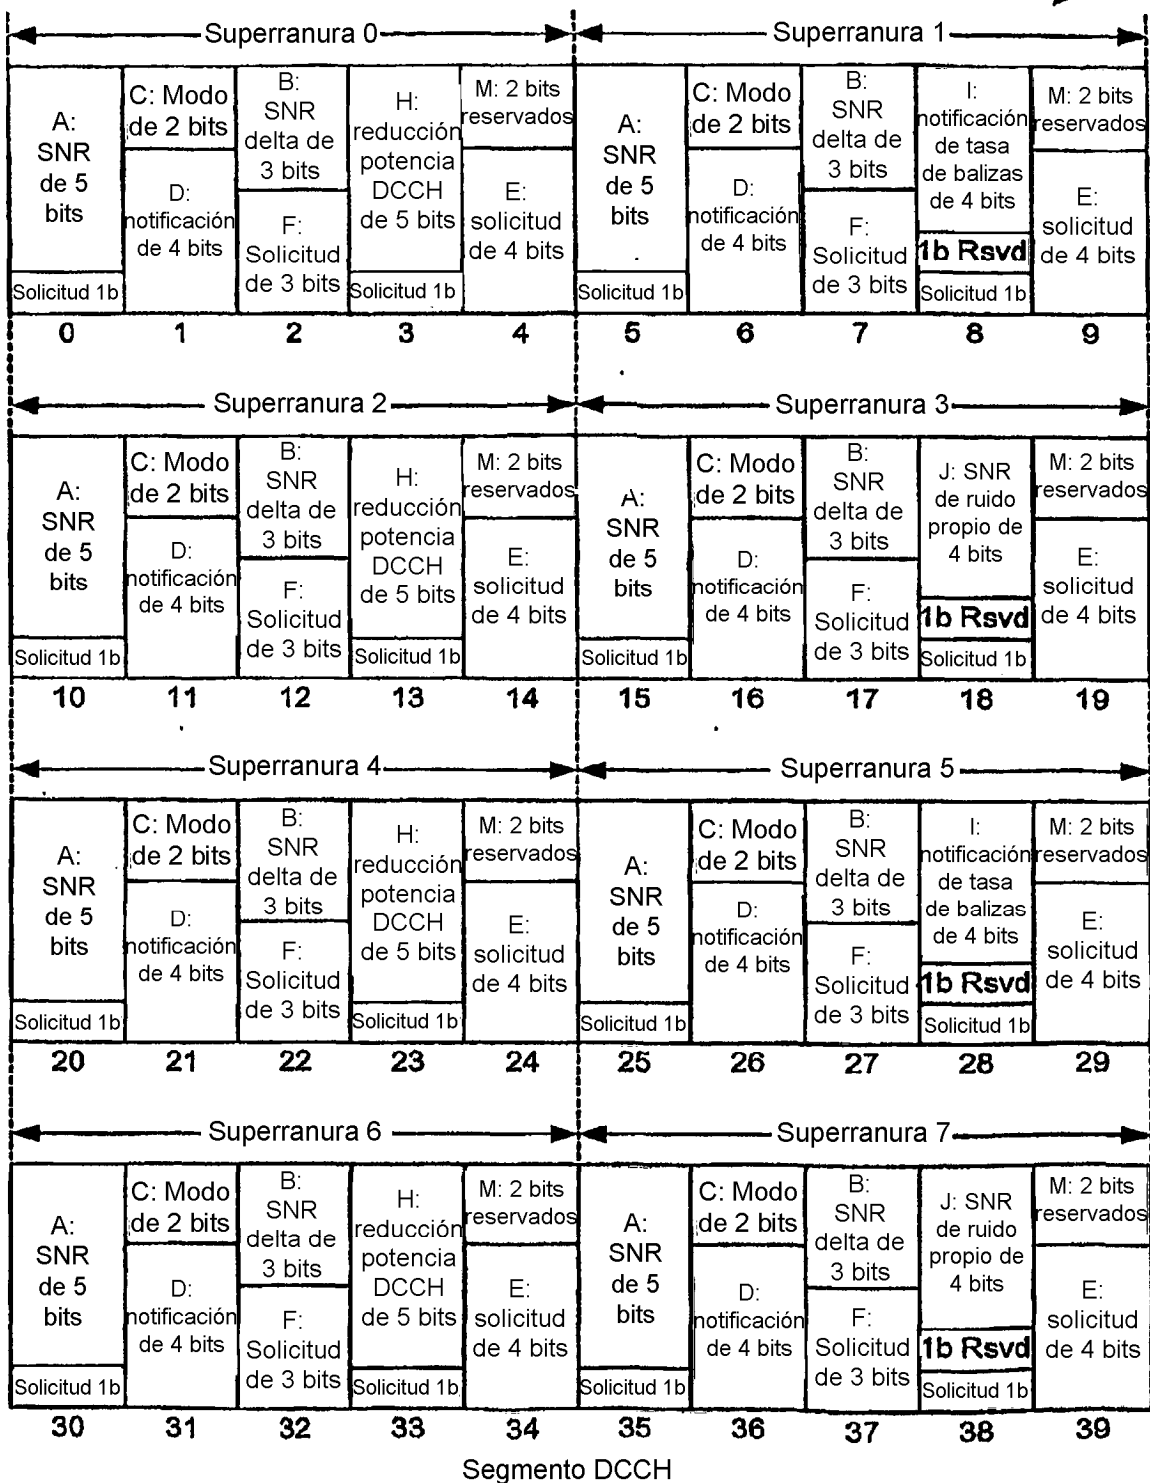 Superranura 0
Superranura 1
A:
SNR
de 5
bits
Solicitud 1b
C: Modo
de 2 bits
D:
notificación
de 4 bits
B:
SNR
delta de
3 bits
F:
Solicitud
de 3 bits
H:
reducción
potencia
DCCH
de 5 bits
Solicitud 1b
M: 2 bits
reservados
E:
solicitud
de 4 bits
A:
SNR
de 5
bits
Solicitud 1b
C: Modo
de 2 bits
D:
notificación
de 4 bits
B:
SNR
delta de
3 bits
F:
Solicitud
de 3 bits
I:
notificación
de tasa
de balizas
de 4 bits
1b Rsvd
Solicitud 1b
M: 2 bits
reservados
E:
solicitud
de 4 bits
0 1 2 3 4 5 6 7 8 9
Superranura 2
Superranura 3
A:
SNR
de 5
bits
Solicitud 1b
C: Modo
de 2 bits
D:
notificación
de 4 bits
B:
SNR
delta de
3 bits
F:
Solicitud
de 3 bits
H:
reducción
potencia
DCCH
de 5 bits
Solicitud 1b
M: 2 bits
reservados
E:
solicitud
de 4 bits
A:
SNR
de 5
bits
Solicitud 1b
C: Modo
de 2 bits
D:
notificación
de 4 bits
B:
SNR
delta de
3 bits
F:
Solicitud
de 3 bits
J: SNR
de ruido
propio de
4 bits
1b Rsvd
Solicitud 1b
M: 2 bits
reservados
E:
solicitud
de 4 bits
10 11 12 13 14 15 16 17 18 19
Superranura 4
Superranura 5
A:
SNR
de 5
bits
Solicitud 1b
C: Modo
de 2 bits
D:
notificación
de 4 bits
B:
SNR
delta de
3 bits
F:
Solicitud
de 3 bits
H:
reducción
potencia
DCCH
de 5 bits
Solicitud 1b
M: 2 bits
reservados
E:
solicitud
de 4 bits
A:
SNR
de 5
bits
Solicitud 1b
C: Modo
de 2 bits
D:
notificación
de 4 bits
B:
SNR
delta de
3 bits
F:
Solicitud
de 3 bits
I:
notificación
de tasa
de balizas
de 4 bits
1b Rsvd
Solicitud 1b
M: 2 bits
reservados
E:
solicitud
de 4 bits
20 21 22 23 24 25 26 27 28 29
Superranura 6
Superranura 7
A:
SNR
de 5
bits
Solicitud 1b
C: Modo
de 2 bits
D:
notificación
de 4 bits
B:
SNR
delta de
3 bits
F:
Solicitud
de 3 bits
H:
reducción
potencia
DCCH
de 5 bits
Solicitud 1b
M: 2 bits
reservados
E:
solicitud
de 4 bits
A:
SNR
de 5
bits
Solicitud 1b
C: Modo
de 2 bits
D:
notificación
de 4 bits
B:
SNR
delta de
3 bits
F:
Solicitud
de 3 bits
J: SNR
de ruido
propio de
4 bits
1b Rsvd
Solicitud 1b
M: 2 bits
reservados
E:
solicitud
de 4 bits
30 31 32 33 34 35 36 37 38 39
Segmento DCCH